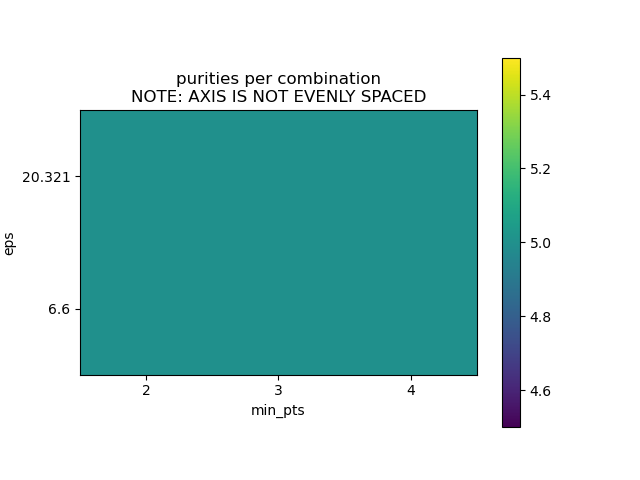 purities per combination
NOTE: AXIS IS NOT EVENLY SPACED
eps
20.321
6.6
2
3
4
min_pts
5.4
5.2
5.0
4.8
4.6